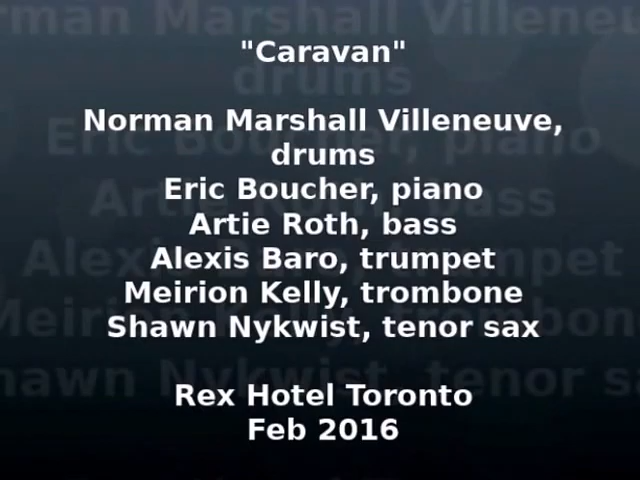 "Caravan"
Norman Marshall Villeneuve,
drums
Eric Boucher, piano
Artie Roth, bass
Alexis Baro, trumpet
Meirion Kelly, trombone
Shawn Nykwist, tenor sax
Rex Hotel Toronto
Feb 2016